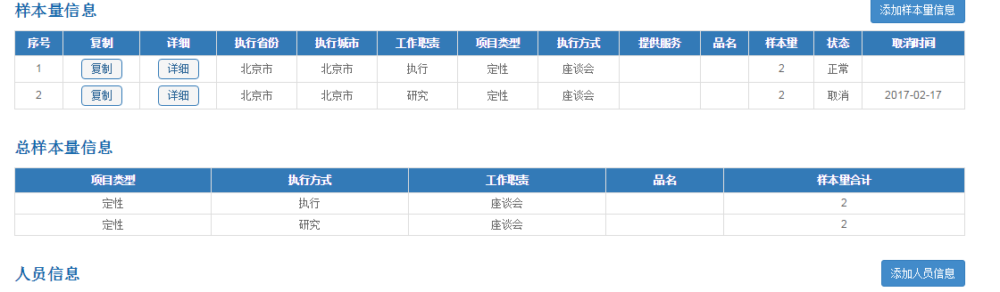 样本量信息 添加样本量信息
序号 复制 详细 执行省份 执行城市 工作职责 项目类型 执行方式 提供服务 品名 样本量 状态 取消时间
1 复制 详细 北京市 北京市 执行 定性 座谈会 2 正常
2 复制 详细 北京市 北京市 研究 定性 座谈会 2 取消 2017-02-17
总样本量信息
项目类型 执行方式 工作职责 品名 样本量合计
定性 执行 座谈会 2
定性 研究 座谈会 2
人员信息 添加人员信息